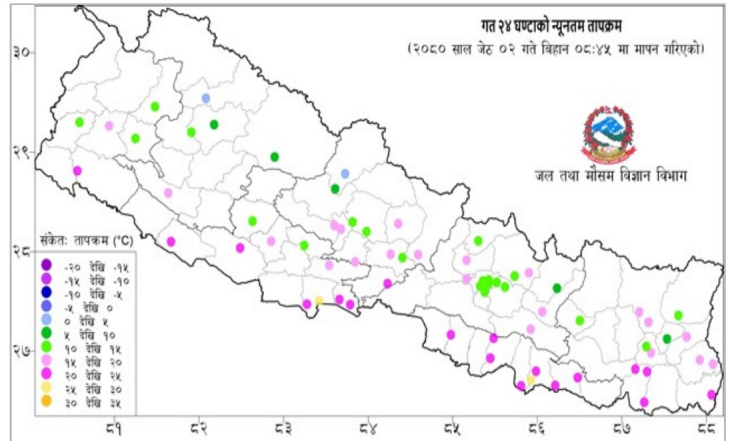 गत २४ घण्टाको न्यूनतम तापक्रम
(२०८० साल जेठ ०२ गते बिहान ०८:४५ मा मापन गरिएको)
जल तथा मौसम विज्ञान विभाग
३०
२९
२८
२७
संकेतः तापक्रम (°C)
-२० देखि -१५
-१५ देखि -१०
-१० देखि -५
-५ देखि ०
० देखि ५
५ देखि १०
१० देखि १५
१५ देखि २०
२० देखि २५
२५ देखि ३०
३० देखि ३५
८१
८२
८३
८४
८५
८६
८७
८८